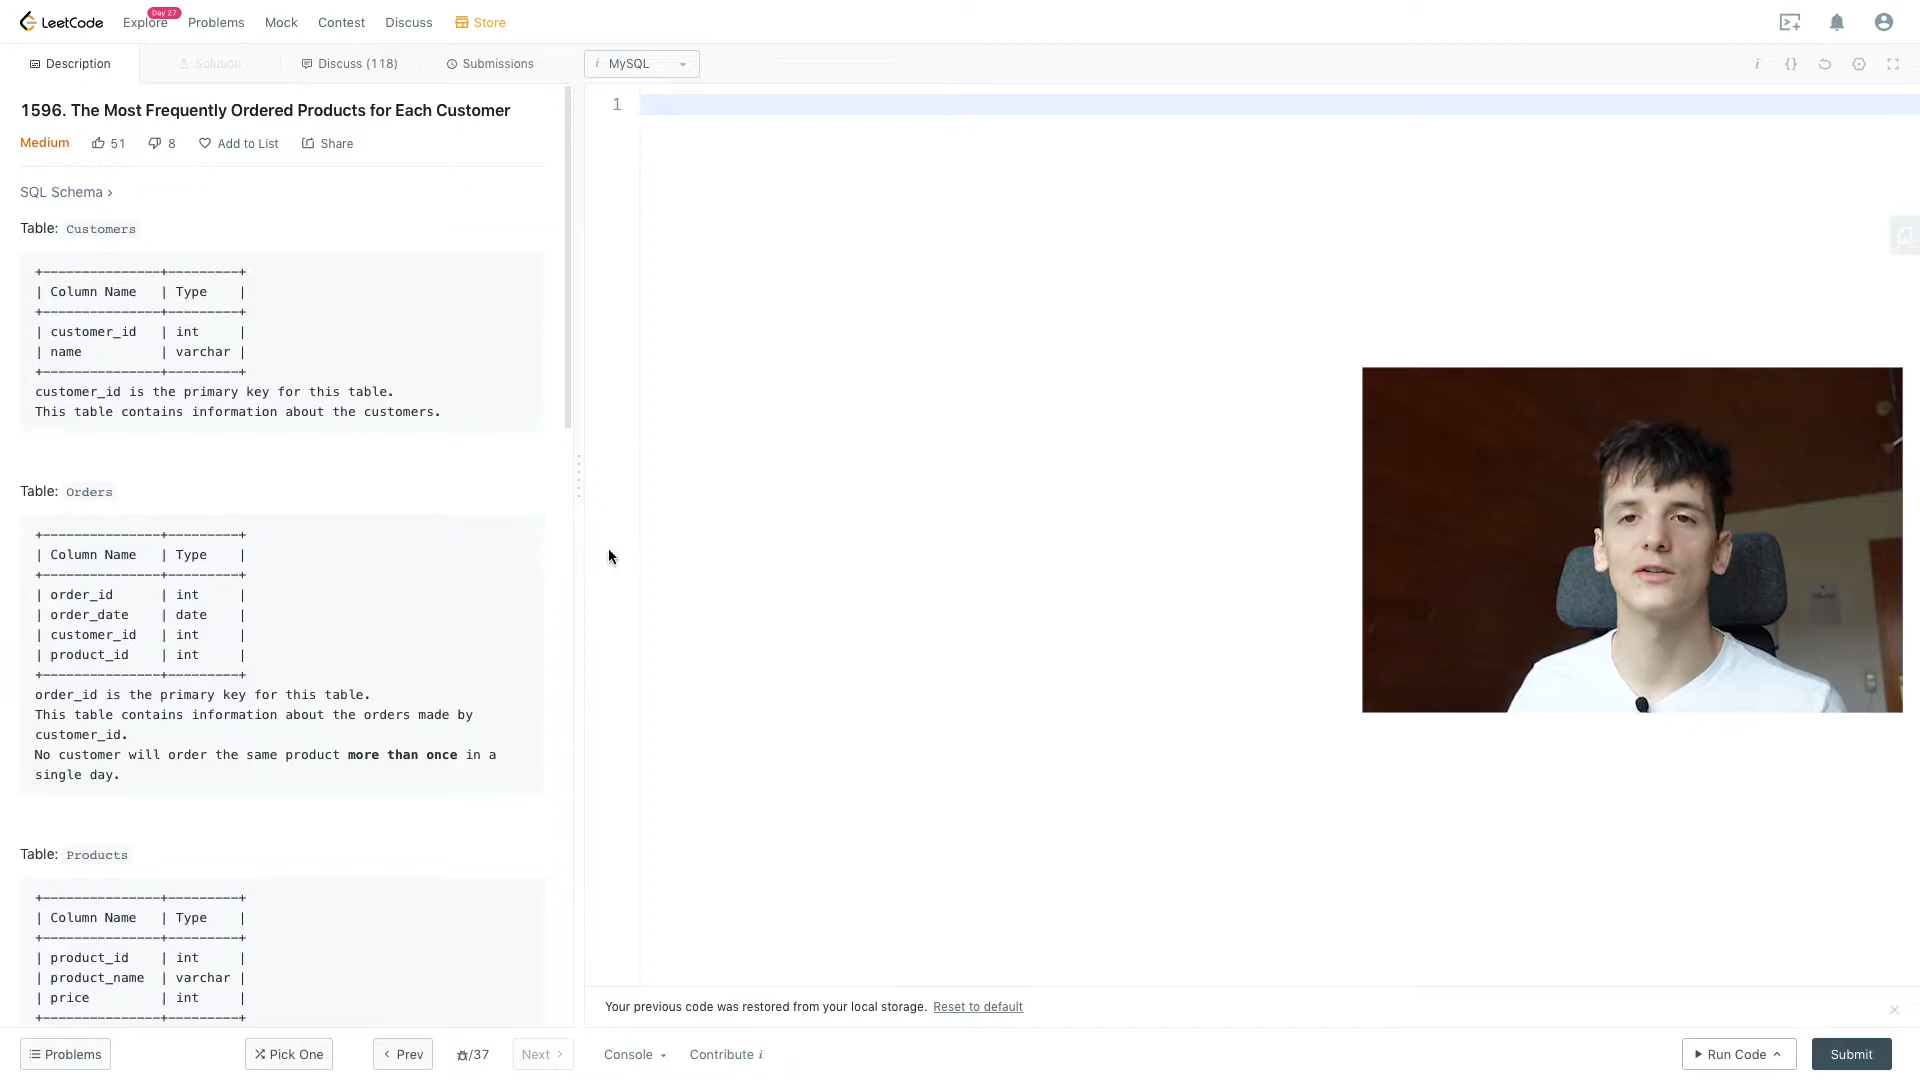 LeetCode Explore Day 27 Problems Mock Contest Discuss Store
Description Solution Discuss (118) Submissions i MySQL i {}
1596. The Most Frequently Ordered Products for Each Customer
Medium 51 8 Add to List Share
SQL Schema ›
Table: Customers
+---------------+---------+
| Column Name   | Type    |
+---------------+---------+
| customer_id   | int     |
| name          | varchar |
+---------------+---------+
customer_id is the primary key for this table.
This table contains information about the customers.
Table: Orders
+---------------+---------+
| Column Name   | Type    |
+---------------+---------+
| order_id      | int     |
| order_date    | date    |
| customer_id   | int     |
| product_id    | int     |
+---------------+---------+
order_id is the primary key for this table.
This table contains information about the orders made by
customer_id.
No customer will order the same product more than once in a
single day.
Table: Products
+---------------+---------+
| Column Name   | Type    |
+---------------+---------+
| product_id    | int     |
| product_name  | varchar |
| price         | int     |
+---------------+---------+
1
Your previous code was restored from your local storage. Reset to default
Problems Pick One ‹ Prev /37 Next › Console Contribute i Run Code Submit